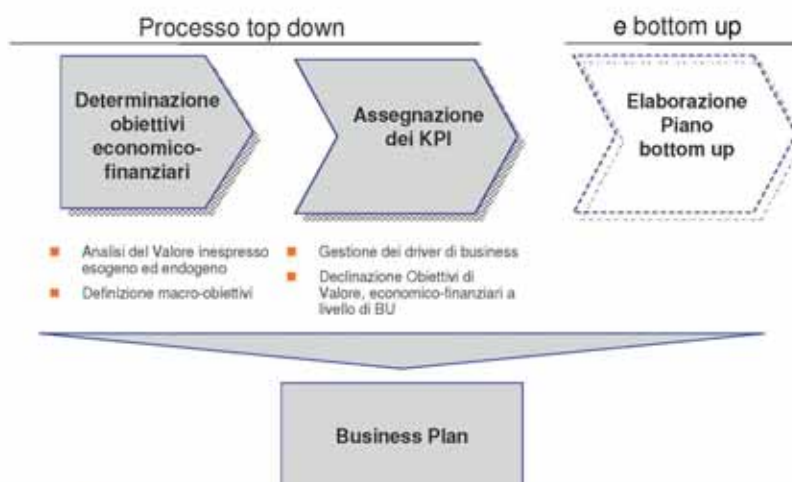 Processo top down
e bottom up
Determinazione
obiettivi
economico-
finanziari
Assegnazione
dei KPI
Elaborazione
Piano
bottom up
Analisi del Valore inespresso
esogeno ed endogeno
Definizione macro-obiettivi
Gestione dei driver di business
Declinazione Obiettivi di
Valore, economico-finanziari a
livello di BU
Business Plan